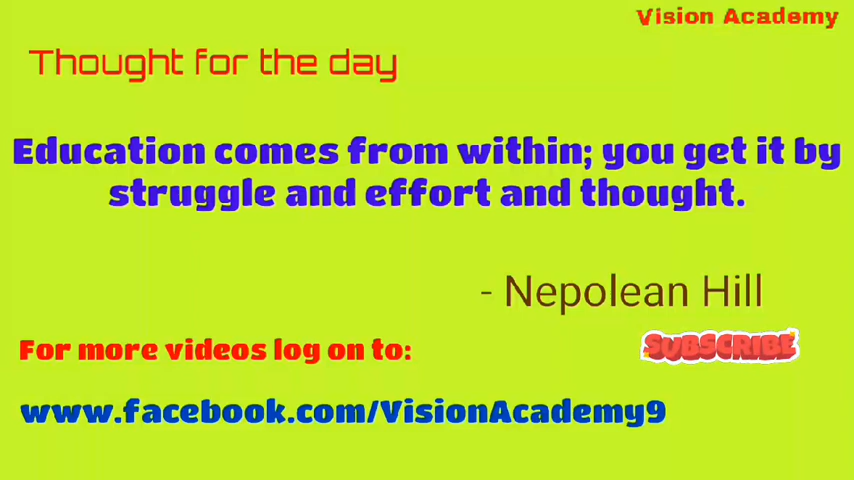 Vision Academy
Thought for the day
Education comes from within; you get it by
struggle and effort and thought.
- Nepolean Hill
For more videos log on to:
SUBSCRIBE
www.facebook.com/VisionAcademy9